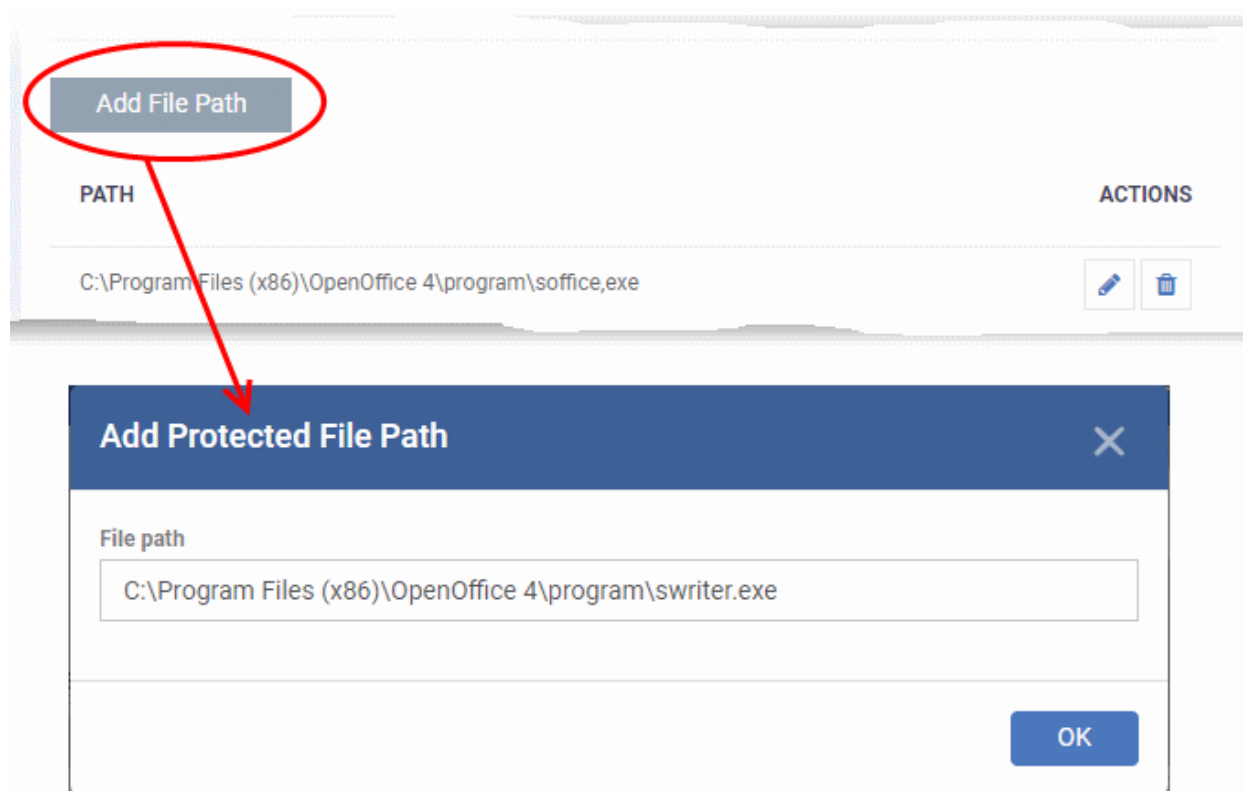 Add File Path
PATH ACTIONS
C:\Program Files (x86)\OpenOffice 4\program\soffice,exe
Add Protected File Path
File path
C:\Program Files (x86)\OpenOffice 4\program\swriter.exe
OK